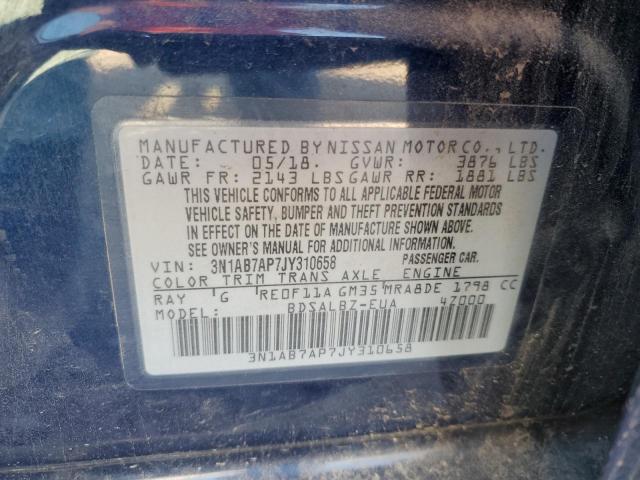 MANUFACTURED BY NISSAN MOTOR CO., LTD.
DATE: 05/18. GVWR: 3876 LBS
GAWR FR: 2143 LBS GAWR RR: 1881 LBS
THIS VEHICLE CONFORMS TO ALL APPLICABLE FEDERAL MOTOR
VEHICLE SAFETY, BUMPER AND THEFT PREVENTION STANDARDS
IN EFFECT ON THE DATE OF MANUFACTURE SHOWN ABOVE.
SEE OWNER'S MANUAL FOR ADDITIONAL INFORMATION.
VIN: 3N1AB7AP7JY310658 PASSENGER CAR.
COLOR TRIM TRANS AXLE ENGINE
RAY G RE0F11A GM35 MRA8DE 1798 CC
MODEL: BDSALBZ-EUA 4Z000
3N1AB7AP7JY310658